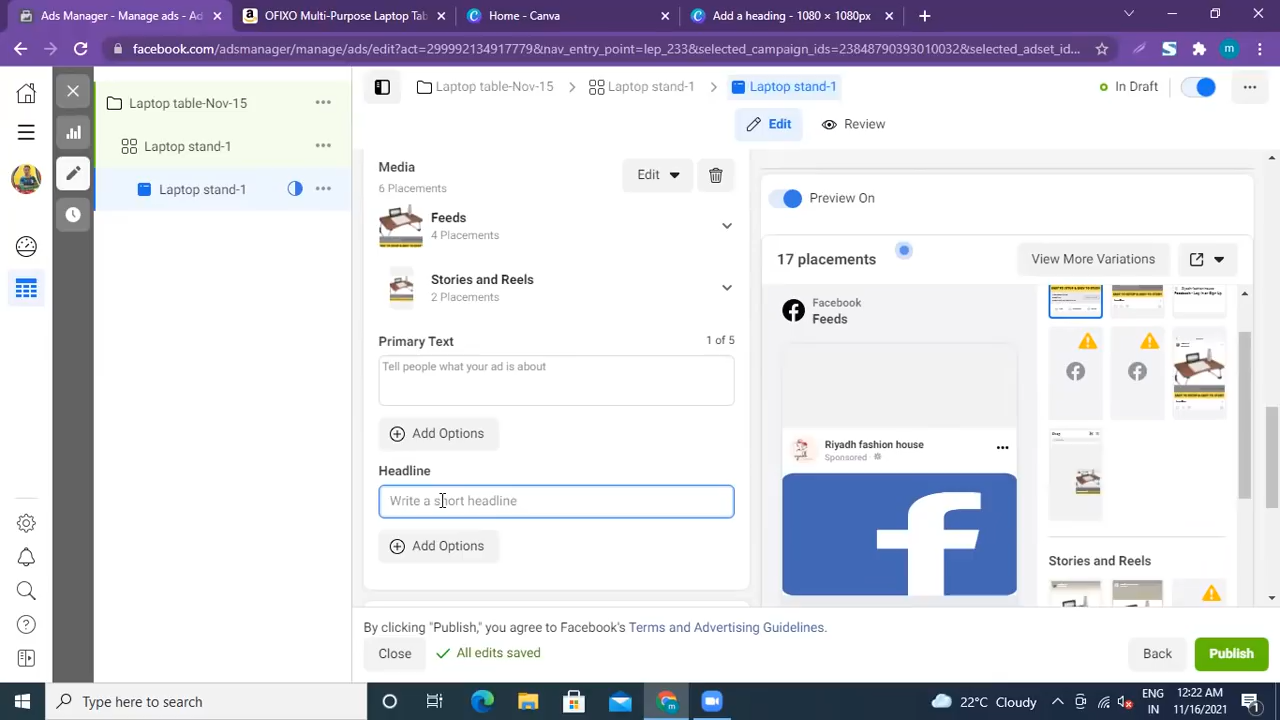 Ads Manager - Manage ads - Ad
OFIXO Multi-Purpose Laptop Tab
Home - Canva
Add a heading - 1080 × 1080px
facebook.com/adsmanager/manage/ads/edit?act=299992134917779&nav_entry_point=lep_233&selected_campaign_ids=23848790393010032&selected_adset_id...
Laptop table-Nov-15
Laptop stand-1
Laptop stand-1
Laptop table-Nov-15
Laptop stand-1
Laptop stand-1
In Draft
Edit
Review
Media
6 Placements
Edit
Feeds
4 Placements
Stories and Reels
2 Placements
Primary Text
1 of 5
Tell people what your ad is about
Add Options
Headline
Write a short headline
Add Options
Preview On
17 placements
View More Variations
Facebook
Feeds
Riyadh fashion house
Sponsored
Stories and Reels
By clicking "Publish," you agree to Facebook's Terms and Advertising Guidelines.
Close
All edits saved
Back
Publish
Type here to search
22°C Cloudy
ENG
IN
12:22 AM
11/16/2021